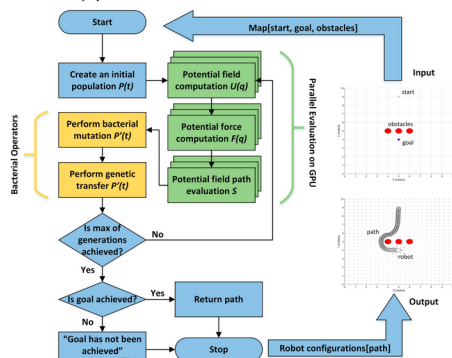 Start
Map[start, goal, obstacles]
Input
Create an initial
population P(t)
Potential field
computation U(q)
Perform bacterial
mutation P'(t)
Potential force
computation F(q)
Perform genetic
transfer P'(t)
Potential field path
evaluation S
Bacterial Operators
Parallel Evaluation on GPU
Is max of
generations
achieved?
No
Yes
Is goal achieved?
Yes
Return path
No
"Goal has not been
achieved"
Stop
Robot configurations[path]
Output
start
obstacles
goal
path
robot